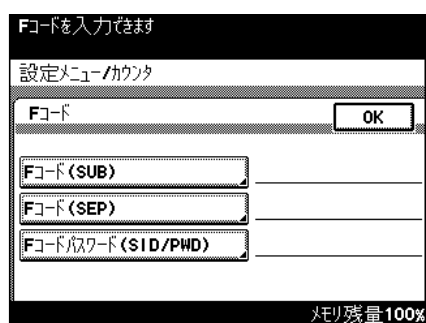 Fコードを入力できます
設定メニュー/カウンタ
Fコード
OK
Fコード(SUB)
Fコード(SEP)
Fコードパスワード(SID/PWD)
メモリ残量100%